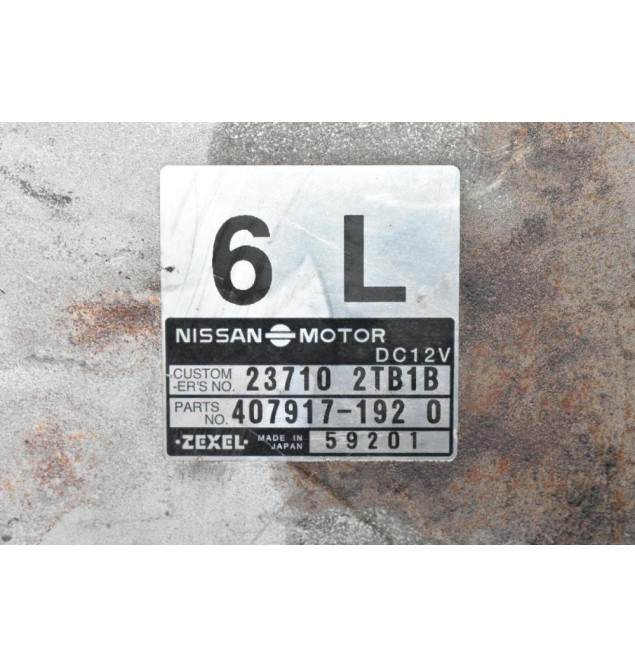 6 L
NISSAN MOTOR
DC12V
CUSTOM
-ER'S NO. 23710 2TB1B
PARTS
NO. 407917-192 0
·ZEXEL· MADE IN
JAPAN 59201